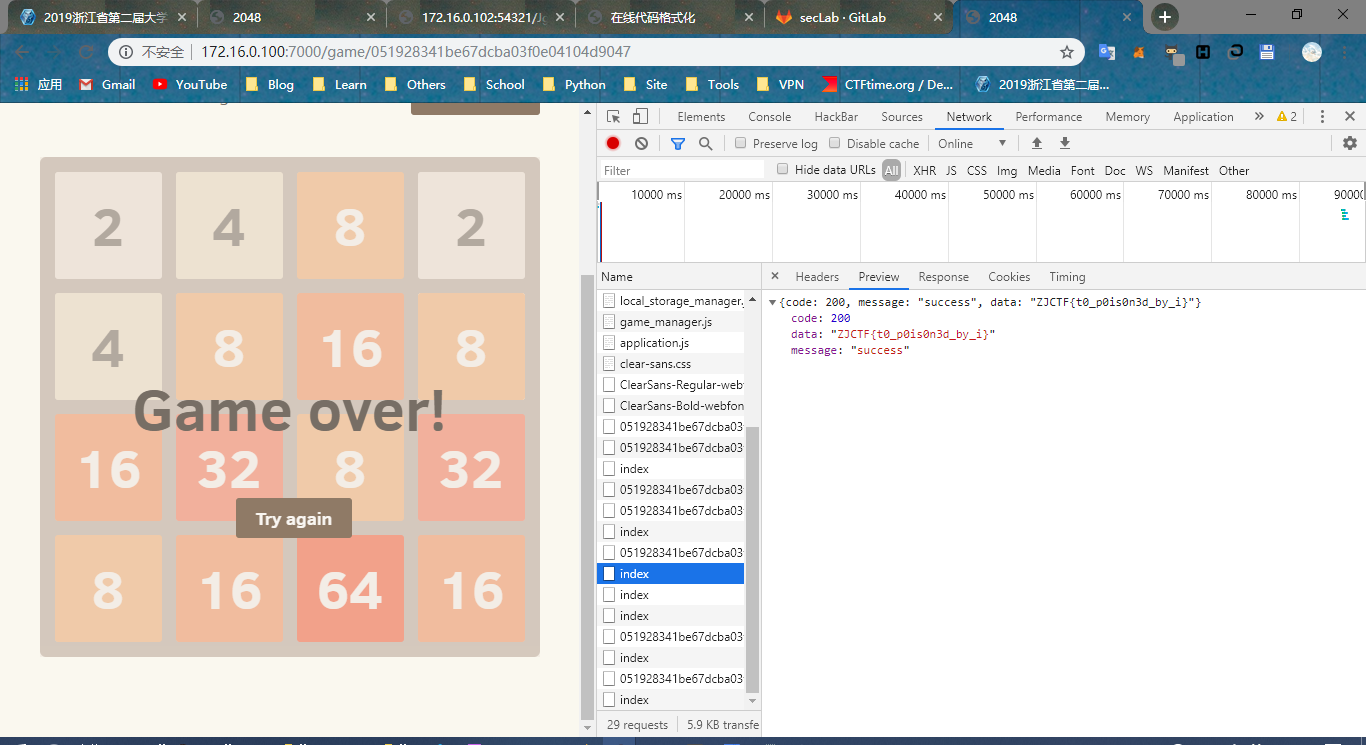 2019浙江省第二届大学
2048
172.16.0.102:54321/Jg
在线代码格式化
secLab · GitLab
2048
不安全 172.16.0.100:7000/game/051928341be67dcba03f0e04104d9047
应用 Gmail YouTube Blog Learn Others School Python Site Tools VPN CTFtime.org / De... 2019浙江省第二届...
Elements Console HackBar Sources Network Performance Memory Application 2
Preserve log Disable cache Online
Filter Hide data URLs All XHR JS CSS Img Media Font Doc WS Manifest Other
10000 ms 20000 ms 30000 ms 40000 ms 50000 ms 60000 ms 70000 ms 80000 ms 9000
2 4 8 2
4 8 16 8
Game over!
16 32 8 32
Try again
8 16 64 16
Name
local_storage_manager.
game_manager.js
application.js
clear-sans.css
ClearSans-Regular-web
ClearSans-Bold-webfon
051928341be67dcba03
051928341be67dcba03
index
051928341be67dcba03
051928341be67dcba03
index
051928341be67dcba03
index
index
index
051928341be67dcba03
index
051928341be67dcba03
index
29 requests 5.9 KB transfe
Headers Preview Response Cookies Timing
{code: 200, message: "success", data: "ZJCTF{t0_p0is0n3d_by_i}"}
code: 200
data: "ZJCTF{t0_p0is0n3d_by_i}"
message: "success"